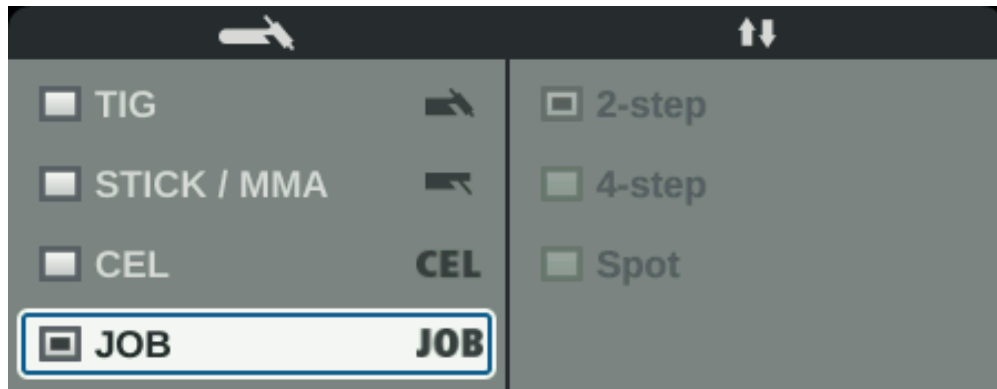 TIG
STICK / MMA
CEL CEL
JOB JOB
2-step
4-step
Spot